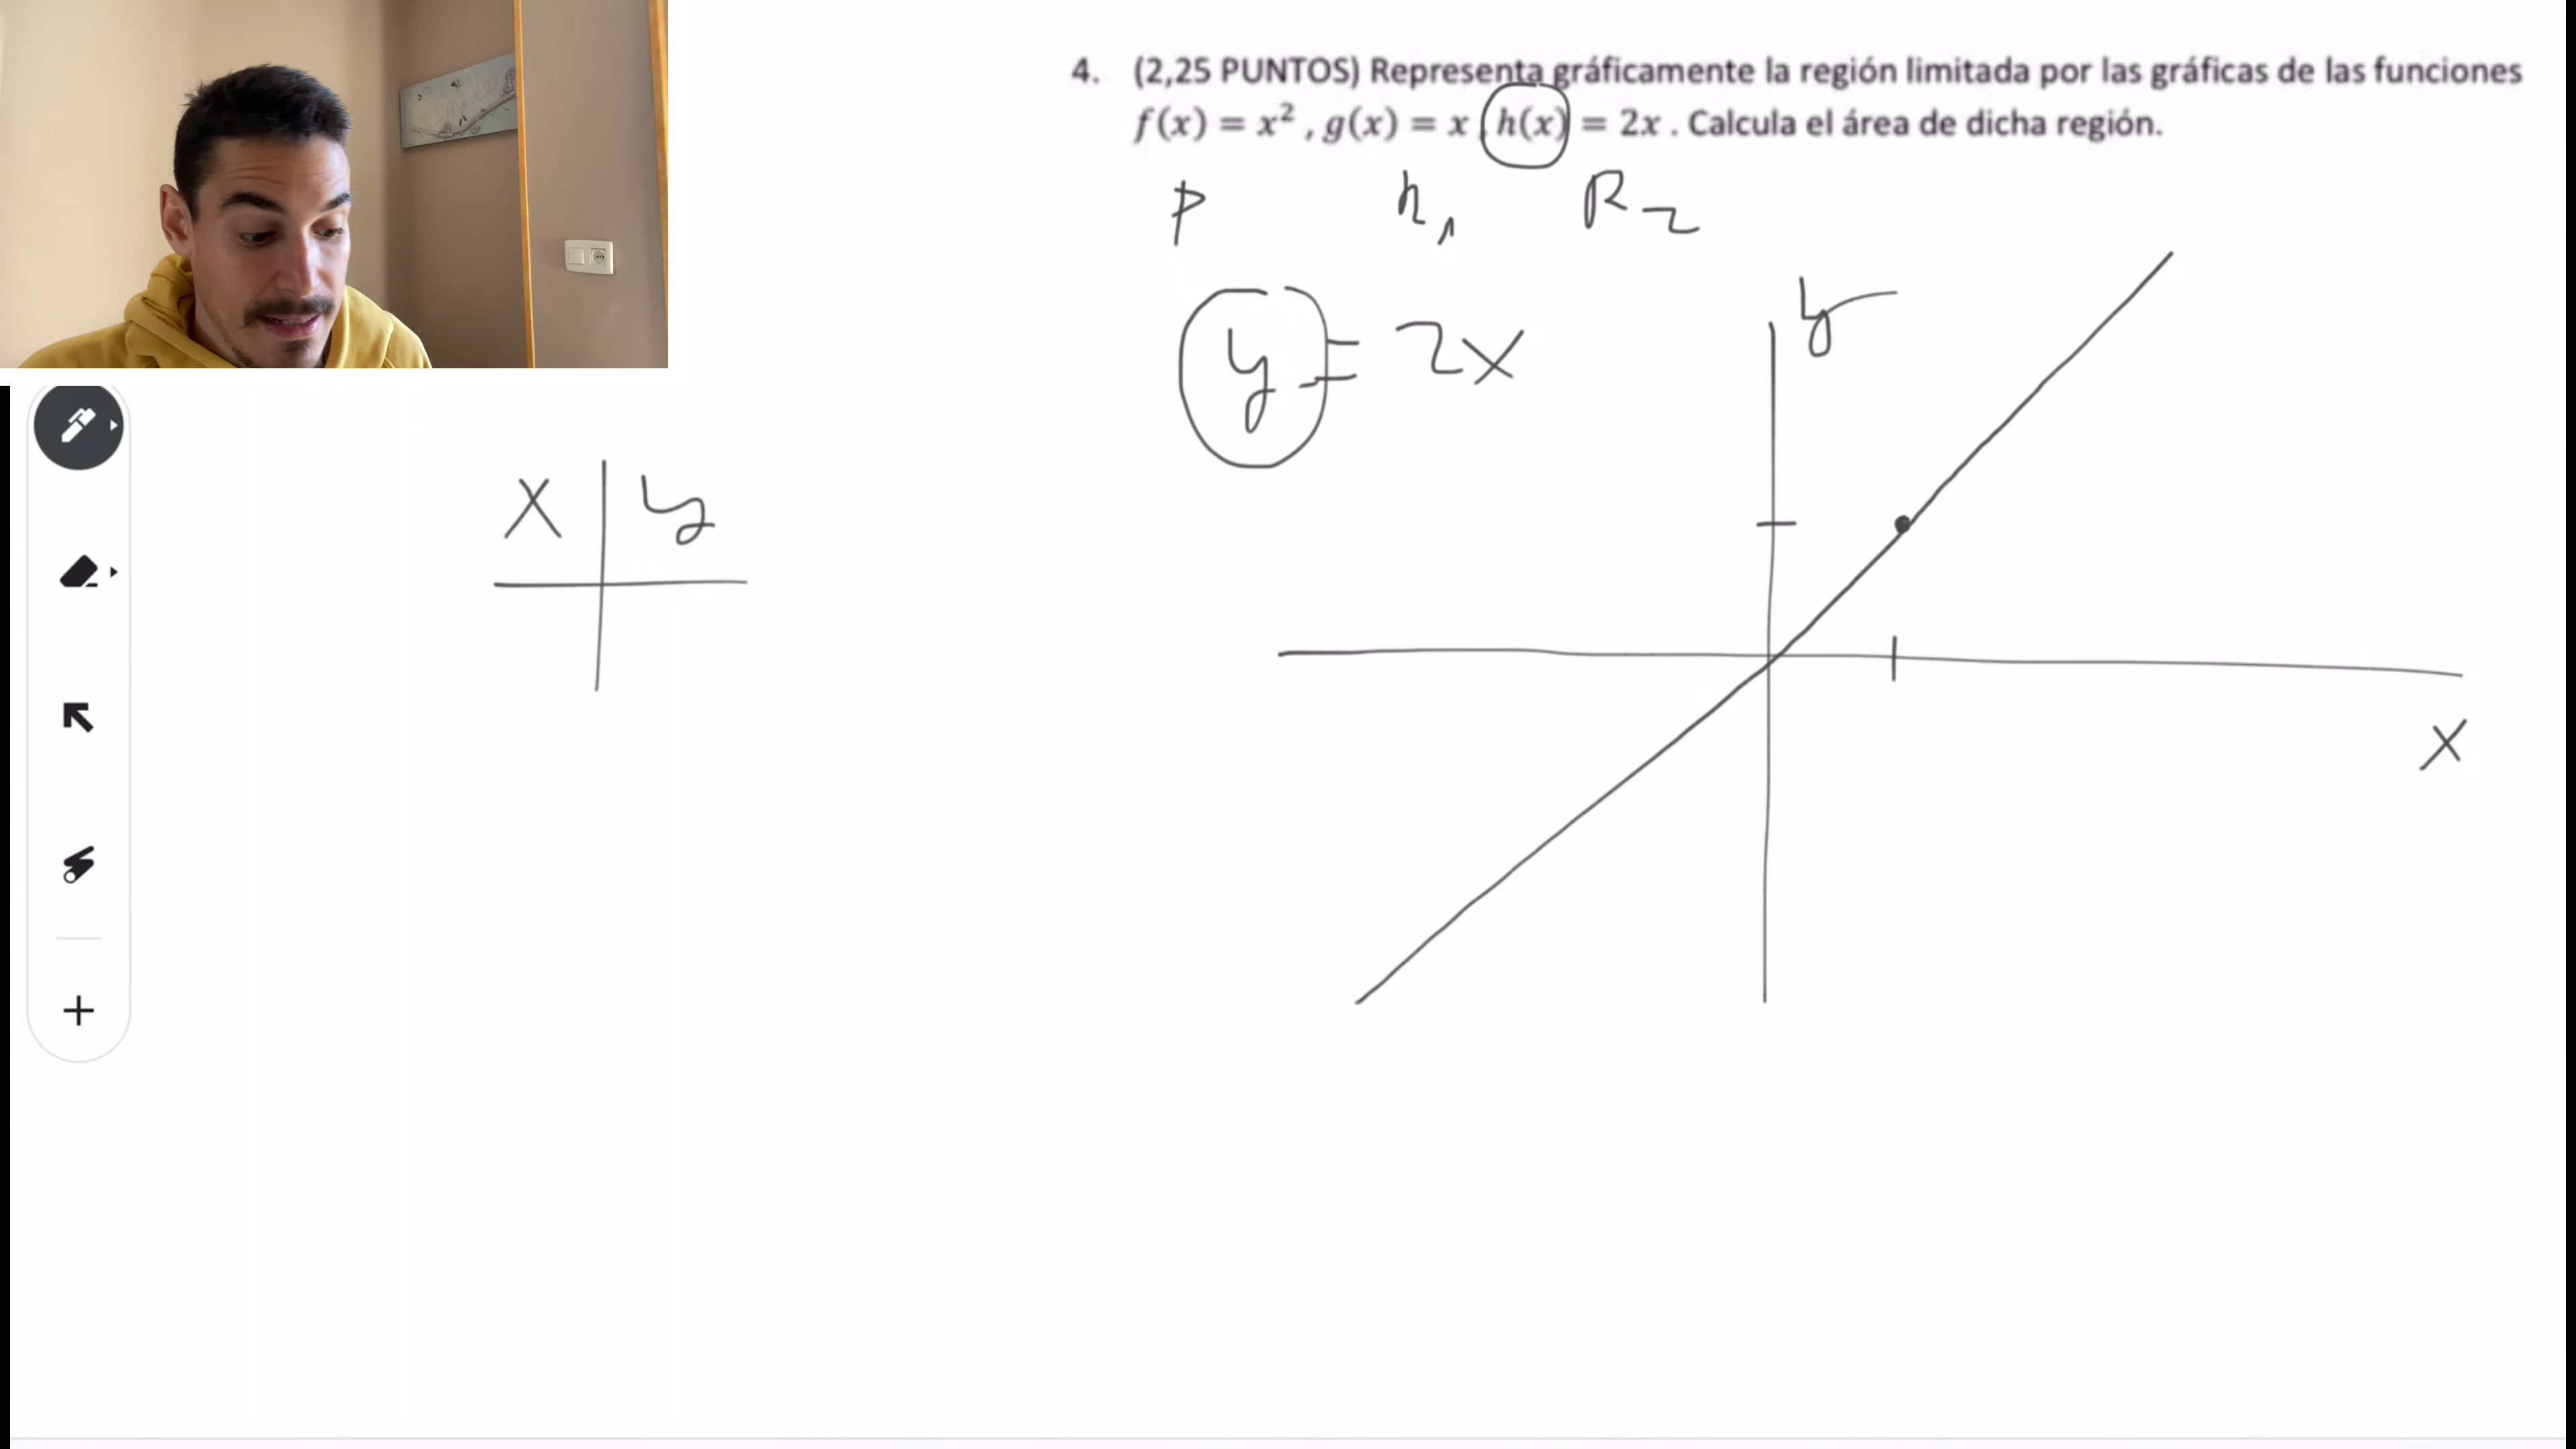 4. (2,25 PUNTOS) Representa gráficamente la región limitada por las gráficas de las funciones
f(x) = x² , g(x) = x , h(x) = 2x . Calcula el área de dicha región.
P r₁ R₂
y = 2x
y
x y
x